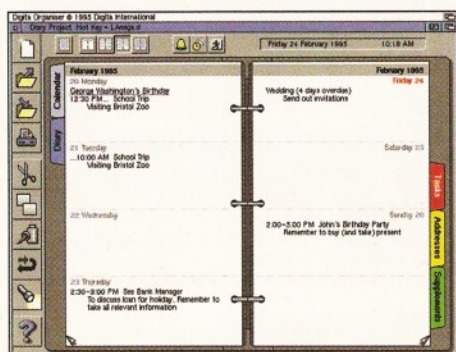 Digita Organiser © 1995 Digita International
Diary Project Hot Key = LAmiga.d
Friday 24 February 1995 10:18 AM
Calendar
Diary
February 1995
20 Monday
George Washington's Birthday
12:30 PM... School Trip
Visiting Bristol Zoo
21 Tuesday
...10:00 AM School Trip
Visiting Bristol Zoo
22 Wednesday
23 Thursday
2:30-3:00 PM See Bank Manager
To discuss loan for holiday. Remember to
take all relevant information
February 1995
Friday 24
Wedding (4 days overdue)
Send out invitations
Saturday 25
Sunday 26
2:00-5:00 PM John's Birthday Party
Remember to buy (and take) present
Tasks
Addresses
Supplements